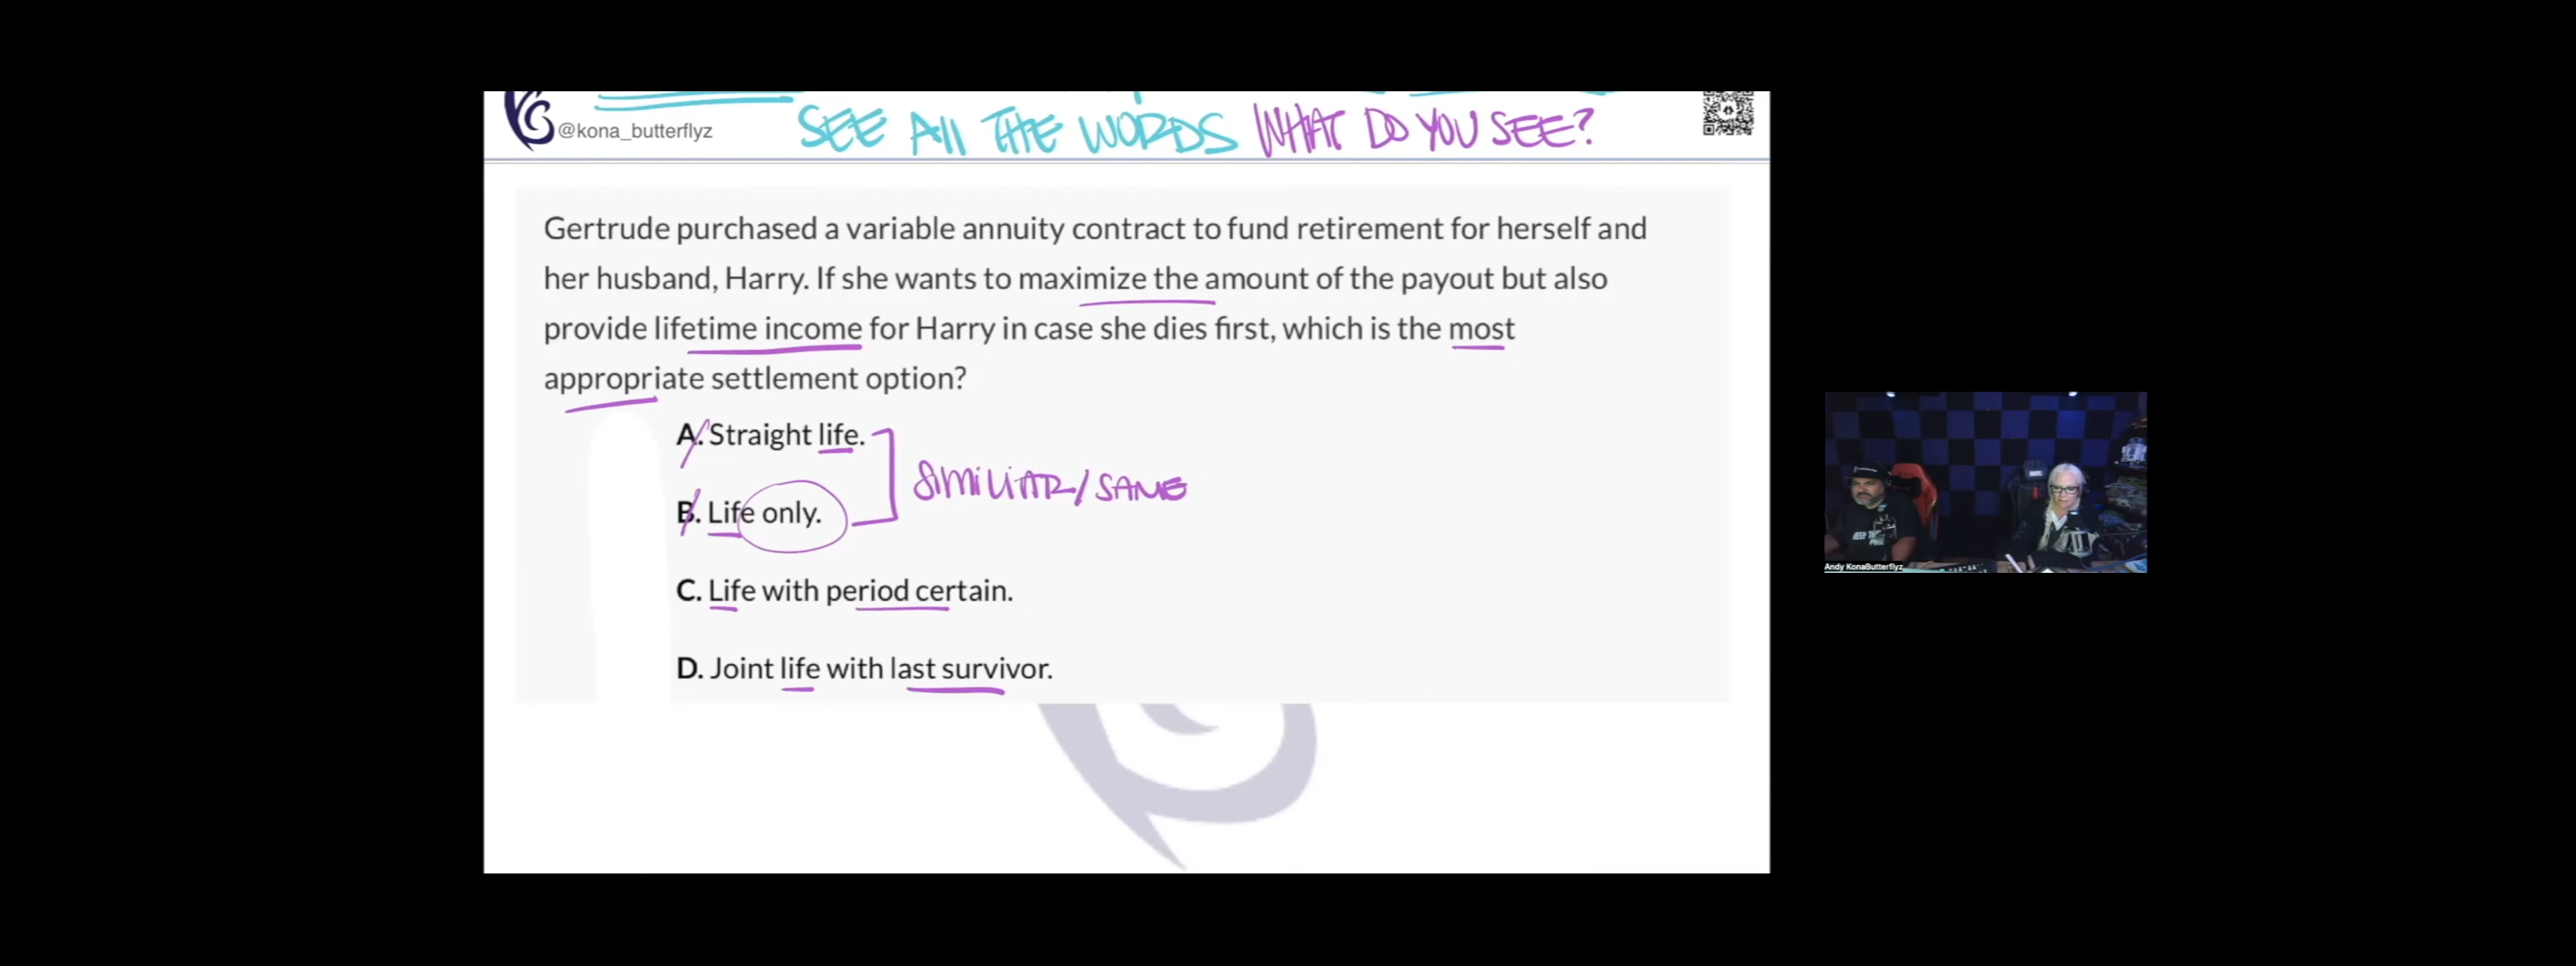 SEE All THE WORDS WHAT DO YOU SEE?
@kona_butterflyz
Gertrude purchased a variable annuity contract to fund retirement for herself and
her husband, Harry. If she wants to maximize the amount of the payout but also
provide lifetime income for Harry in case she dies first, which is the most
appropriate settlement option?
A. Straight life.
SIMILIAR/SAME
B. Life only.
C. Life with period certain.
D. Joint life with last survivor.
Andy KonaButterflyz